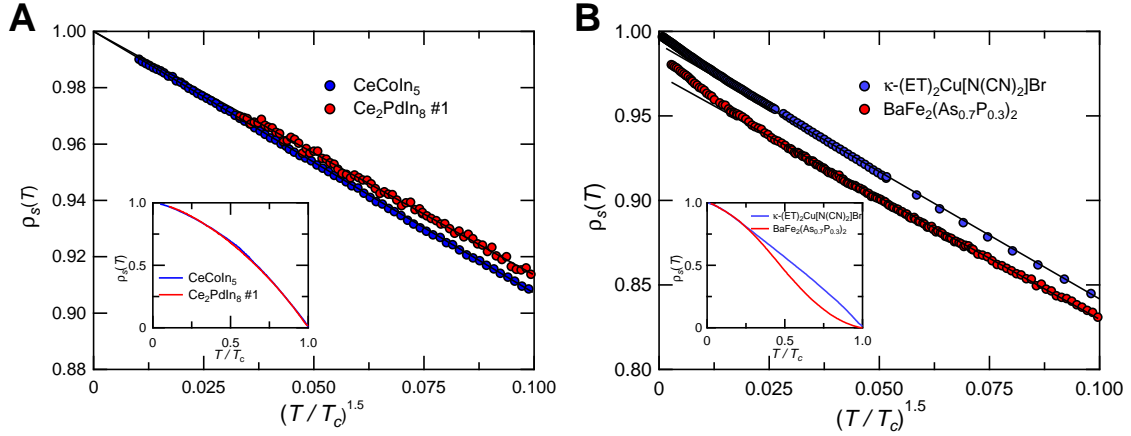 A
1.00
0.98
0.96
0.94
0.92
0.90
0.88
ρs(T)
CeCoIn5
Ce2PdIn8 #1
0
0.025
0.050
0.075
0.100
(T / Tc)^1.5
1.0
0.5
0
ρs(T)
CeCoIn5
Ce2PdIn8 #1
0
0.5
1.0
T / Tc
B
1.00
0.95
0.90
0.85
0.80
ρs(T)
κ-(ET)2Cu[N(CN)2]Br
BaFe2(As0.7P0.3)2
0
0.025
0.050
0.075
0.100
(T / Tc)^1.5
1.0
0.5
0
ρs(T)
κ-(ET)2Cu[N(CN)2]Br
BaFe2(As0.7P0.3)2
0
0.5
1.0
T / Tc